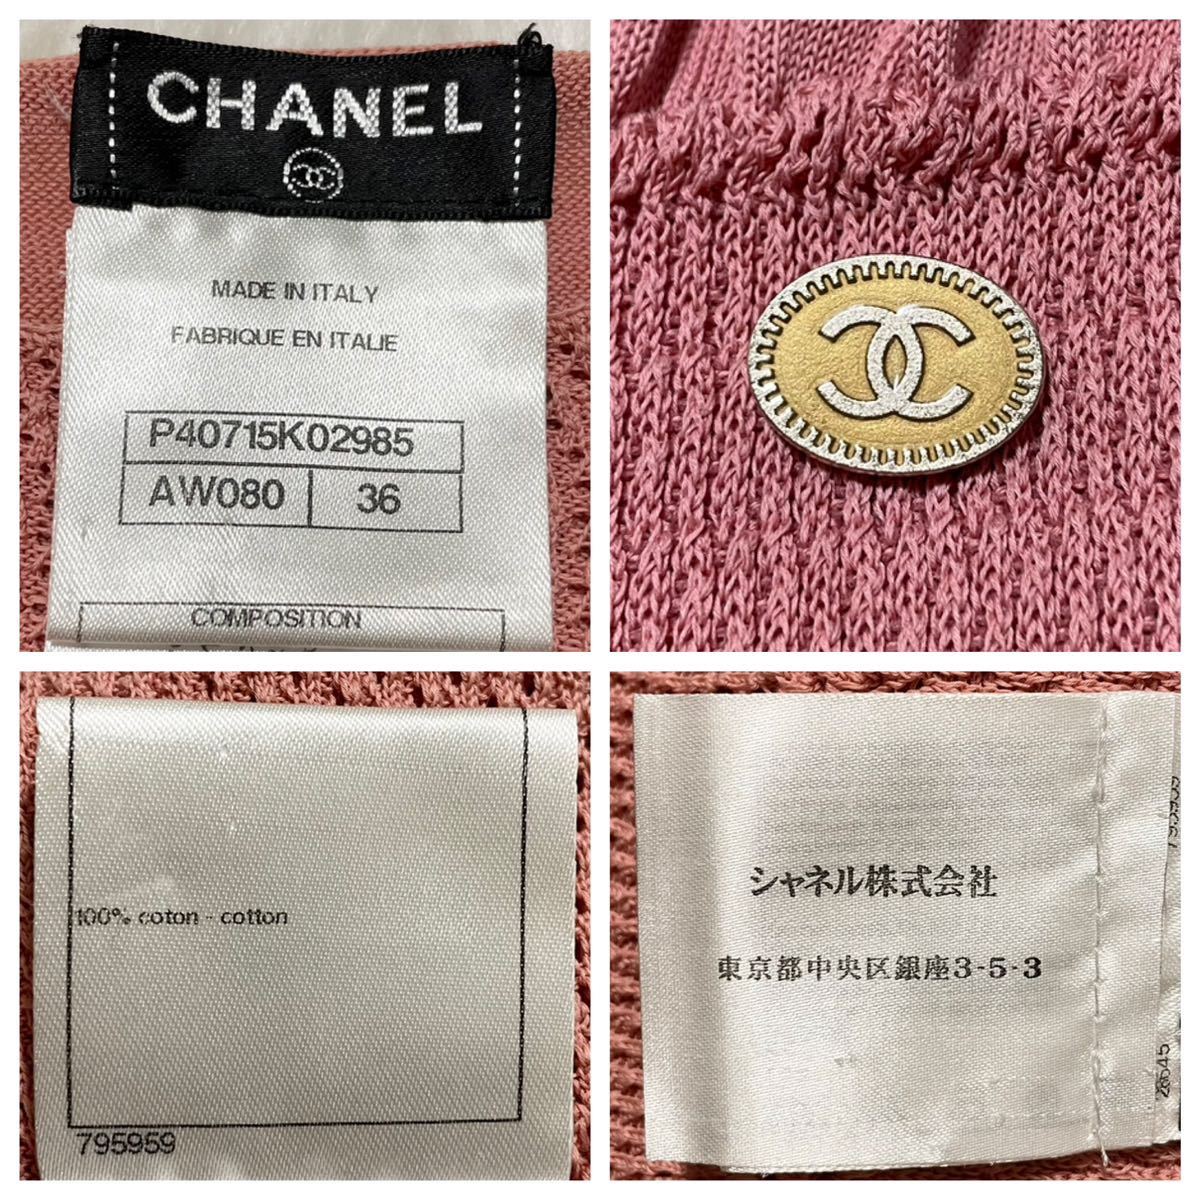 CHANEL
MADE IN ITALY
FABRIQUE EN ITALIE
P40715K02985
AW080 36
COMPOSITION
100% coton - cotton
795959
シャネル株式会社
東京都中央区銀座3-5-3